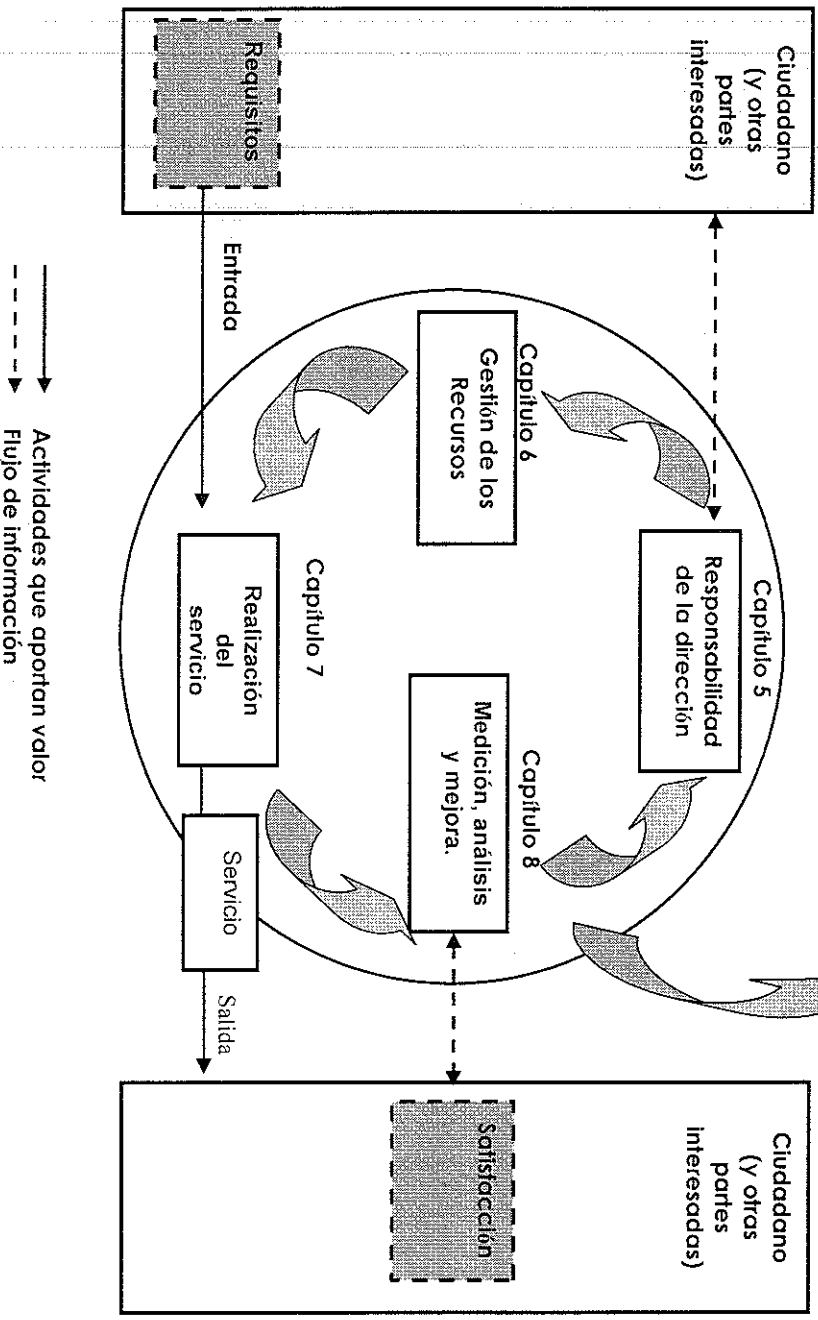 Ciudadano
(y otras
partes
interesadas)
Requisitos
Entrada
Capítulo 5
Responsabilidad
de la dirección
Capítulo 6
Gestión de los
Recursos
Capítulo 8
Medición, análisis
y mejora.
Capítulo 7
Realización
del
servicio
Servicio
Salida
Ciudadano
(y otras
partes
interesadas)
Satisfacción
Actividades que aportan valor
Flujo de información